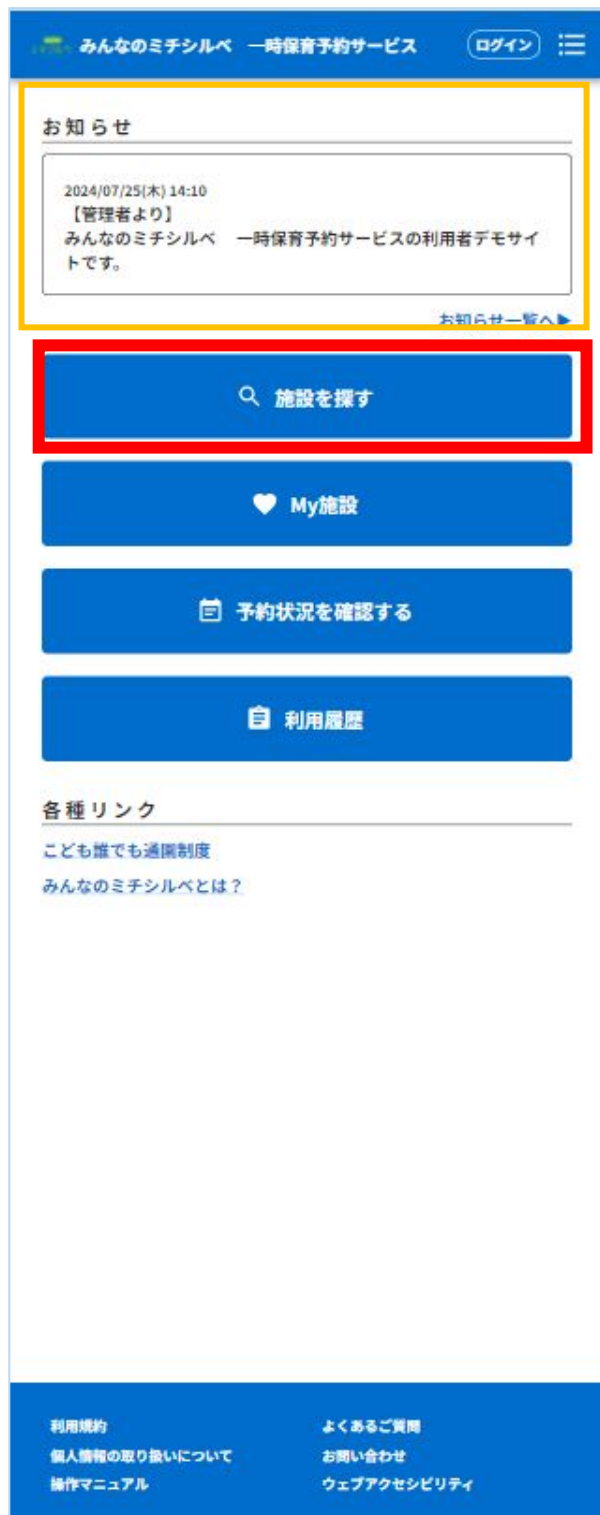 みんなのミチシルベ 一時保育予約サービス ログイン
お知らせ
2024/07/25(木) 14:10
【管理者より】
みんなのミチシルベ 一時保育予約サービスの利用者デモサイ
トです。
お知らせ一覧へ▶
施設を探す
My施設
予約状況を確認する
利用履歴
各種リンク
こども誰でも通園制度
みんなのミチシルベとは？
利用規約 よくあるご質問
個人情報の取り扱いについて お問い合わせ
操作マニュアル ウェブアクセシビリティ